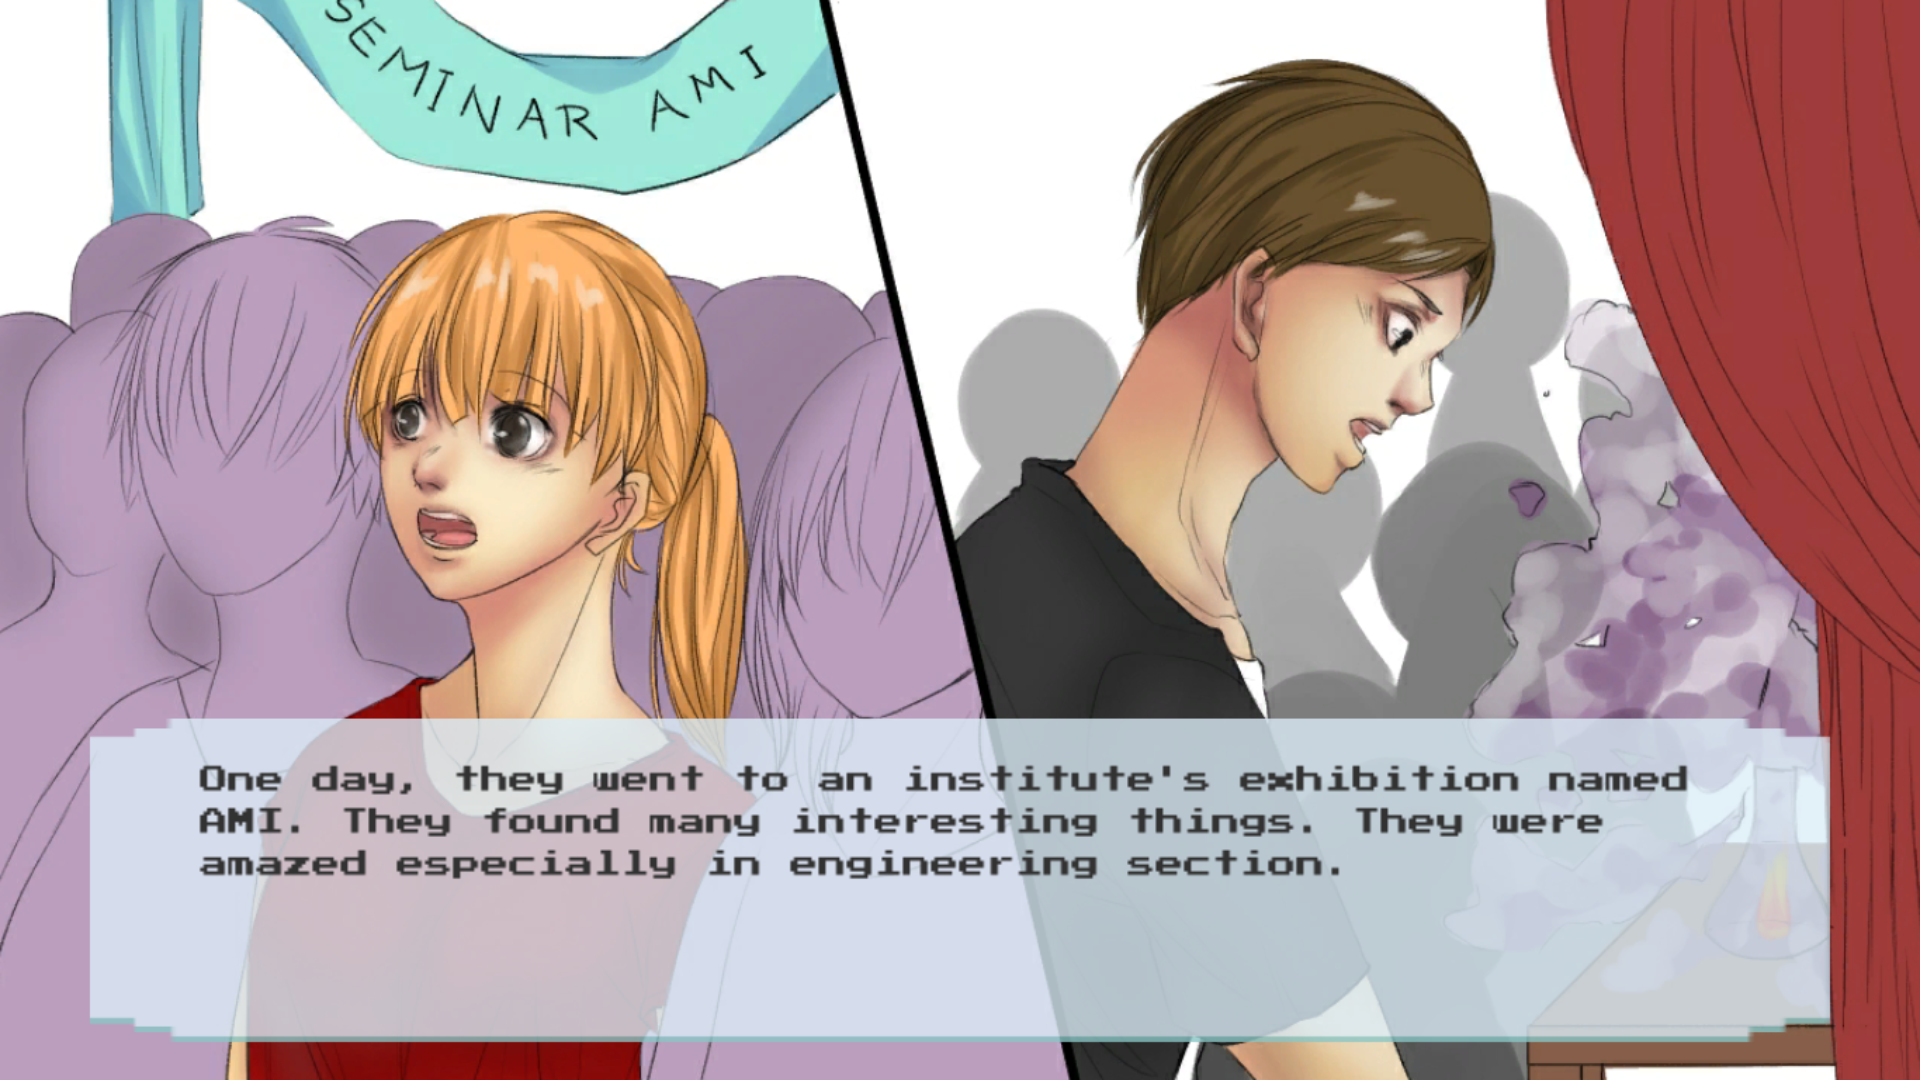 SEMINAR AMI
One day, they went to an institute's exhibition named
AMI. They found many interesting things. They were
amazed especially in engineering section.